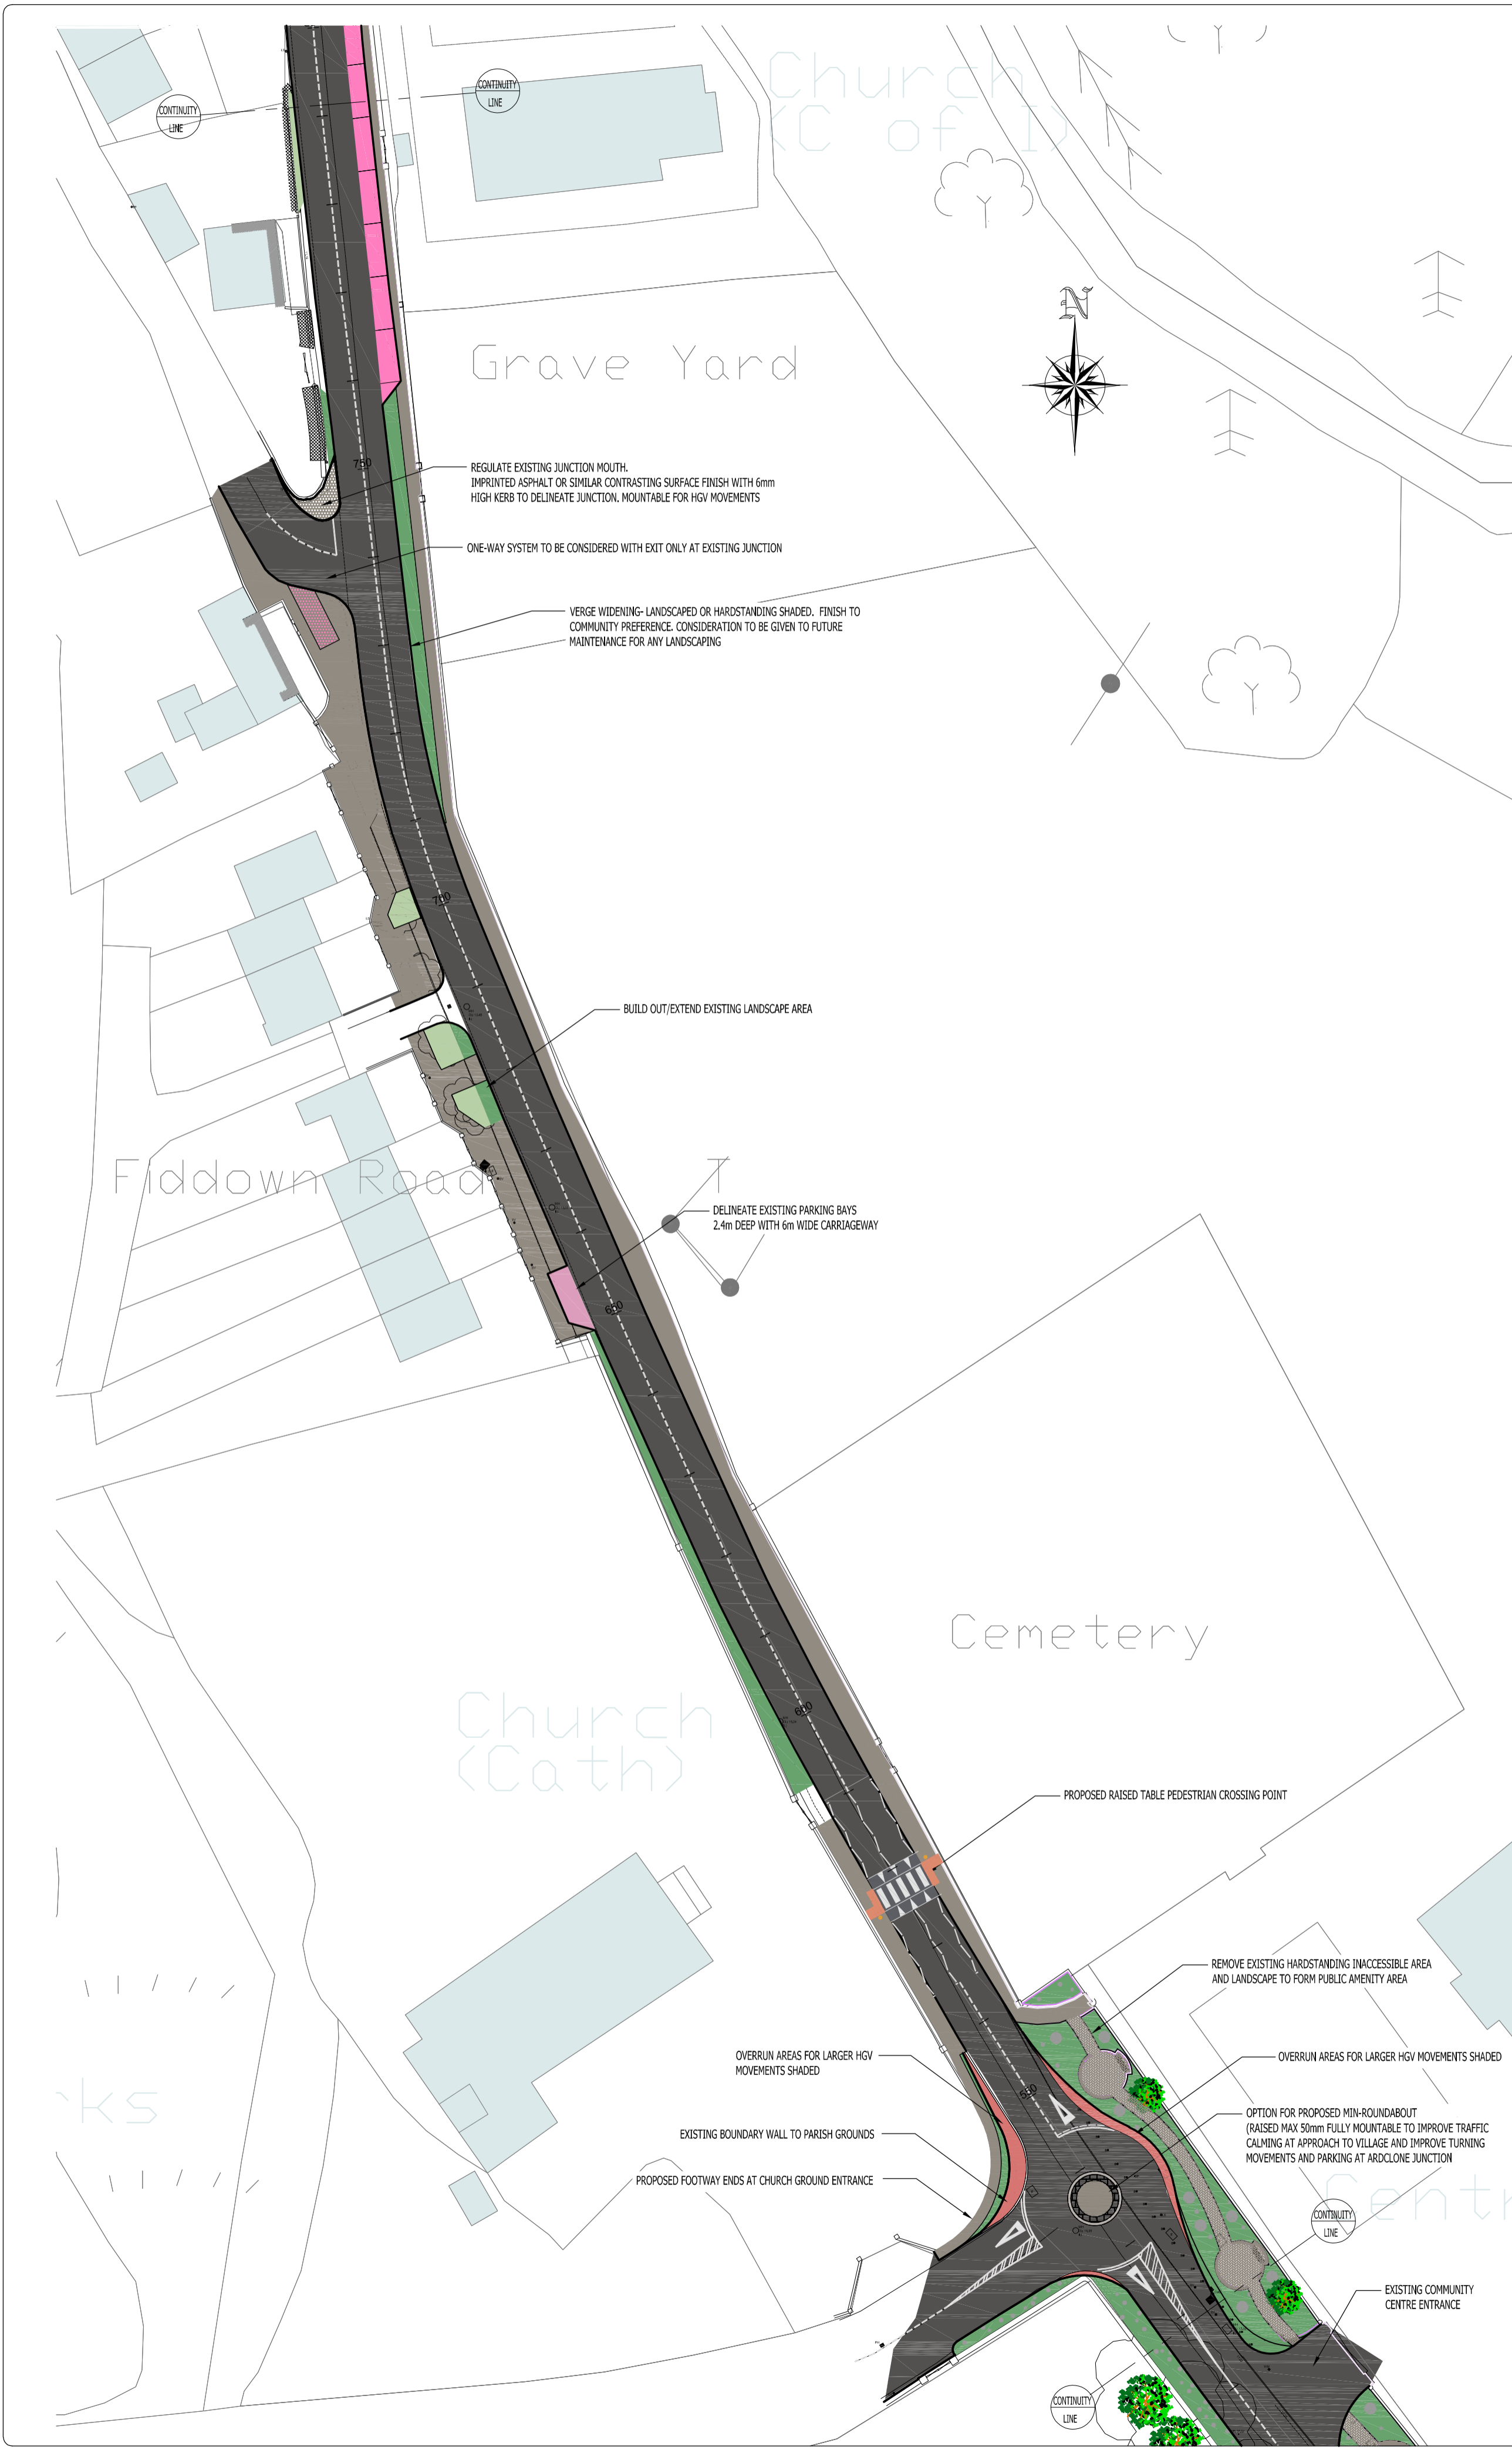 Church
(C of I)
CONTINUITY
LINE
CONTINUITY
LINE
N
Grave Yard
750
REGULATE EXISTING JUNCTION MOUTH.
IMPRINTED ASPHALT OR SIMILAR CONTRASTING SURFACE FINISH WITH 6mm
HIGH KERB TO DELINEATE JUNCTION. MOUNTABLE FOR HGV MOVEMENTS
ONE-WAY SYSTEM TO BE CONSIDERED WITH EXIT ONLY AT EXISTING JUNCTION
VERGE WIDENING- LANDSCAPED OR HARDSTANDING SHADED. FINISH TO
COMMUNITY PREFERENCE. CONSIDERATION TO BE GIVEN TO FUTURE
MAINTENANCE FOR ANY LANDSCAPING
700
BUILD OUT/EXTEND EXISTING LANDSCAPE AREA
Fiddown Road
T
DELINEATE EXISTING PARKING BAYS
2.4m DEEP WITH 6m WIDE CARRIAGEWAY
650
Cemetery
Church
(Cath)
600
PROPOSED RAISED TABLE PEDESTRIAN CROSSING POINT
REMOVE EXISTING HARDSTANDING INACCESSIBLE AREA
AND LANDSCAPE TO FORM PUBLIC AMENITY AREA
OVERRUN AREAS FOR LARGER HGV
MOVEMENTS SHADED
OVERRUN AREAS FOR LARGER HGV MOVEMENTS SHADED
550
rks
OPTION FOR PROPOSED MIN-ROUNDABOUT
(RAISED MAX 50mm FULLY MOUNTABLE TO IMPROVE TRAFFIC
CALMING AT APPROACH TO VILLAGE AND IMPROVE TURNING
MOVEMENTS AND PARKING AT ARDCLONE JUNCTION
EXISTING BOUNDARY WALL TO PARISH GROUNDS
PROPOSED FOOTWAY ENDS AT CHURCH GROUND ENTRANCE
Centr
CONTINUITY
LINE
EXISTING COMMUNITY
CENTRE ENTRANCE
CONTINUITY
LINE